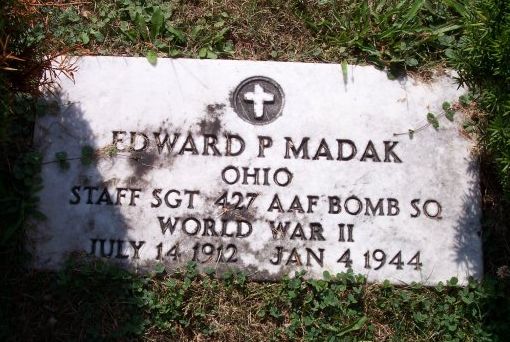 EDWARD P MADAK
OHIO
STAFF SGT 427 AAF BOMB SQ
WORLD WAR II
JULY 14 1912 JAN 4 1944